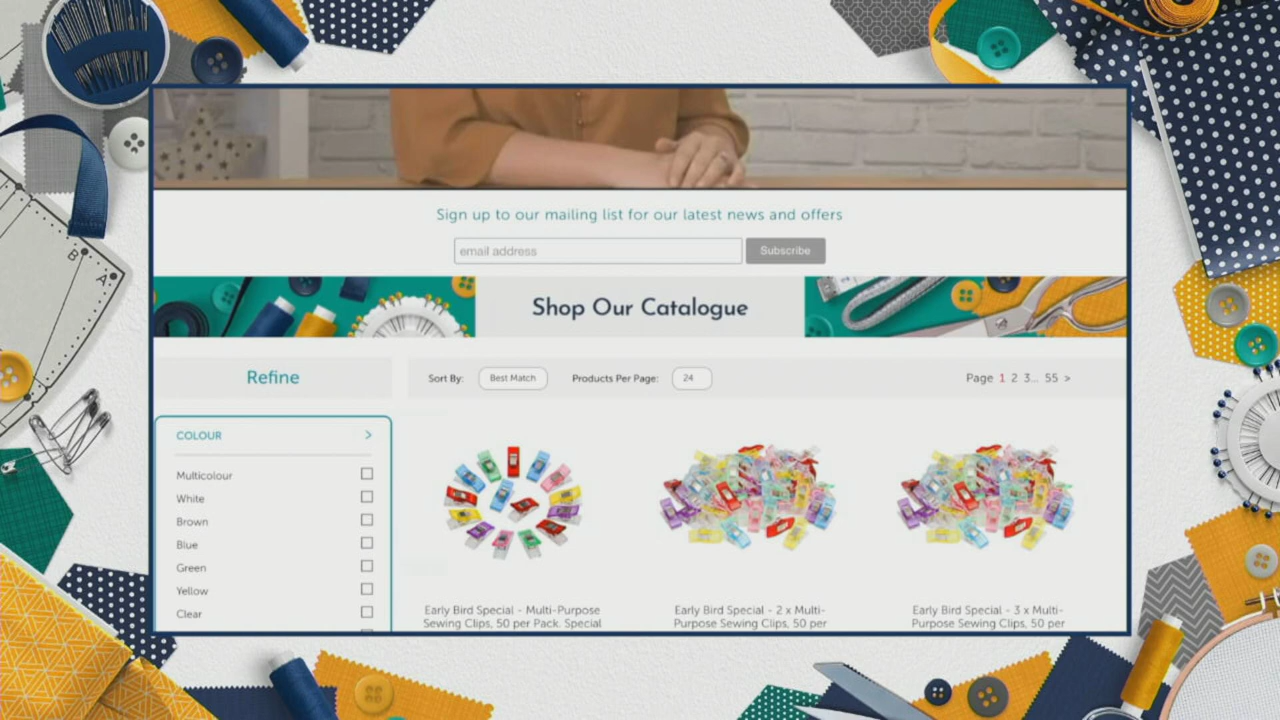 Sign up to our mailing list for our latest news and offers
email address
Subscribe
Shop Our Catalogue
Refine
Sort By:
Best Match
Products Per Page:
24
Page 1 2 3... 55 >
COLOUR >
Multicolour
White
Brown
Blue
Green
Yellow
Clear
Early Bird Special - Multi-Purpose
Sewing Clips, 50 per Pack. Special
Early Bird Special - 2 x Multi-
Purpose Sewing Clips, 50 per
Early Bird Special - 3 x Multi-
Purpose Sewing Clips, 50 per
B
A